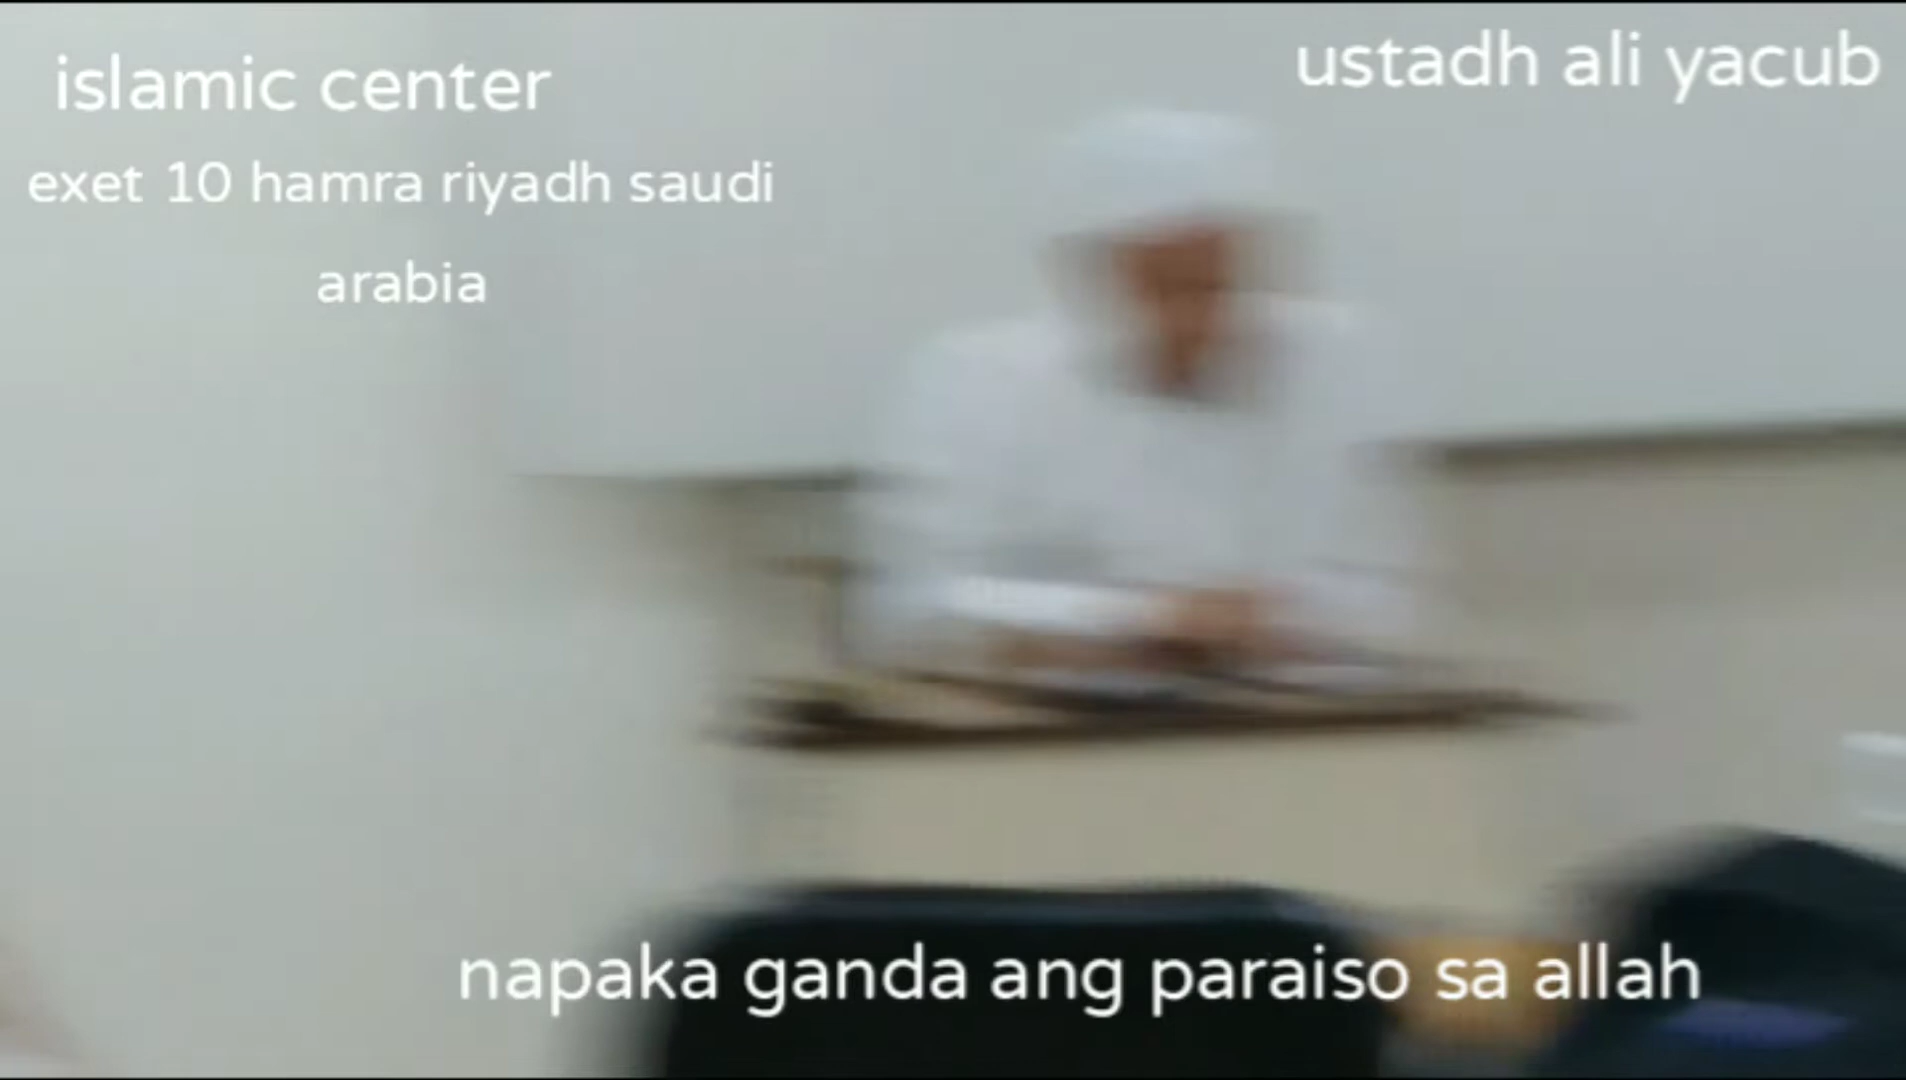 islamic center
exet 10 hamra riyadh saudi
arabia
ustadh ali yacub
napaka ganda ang paraiso sa allah